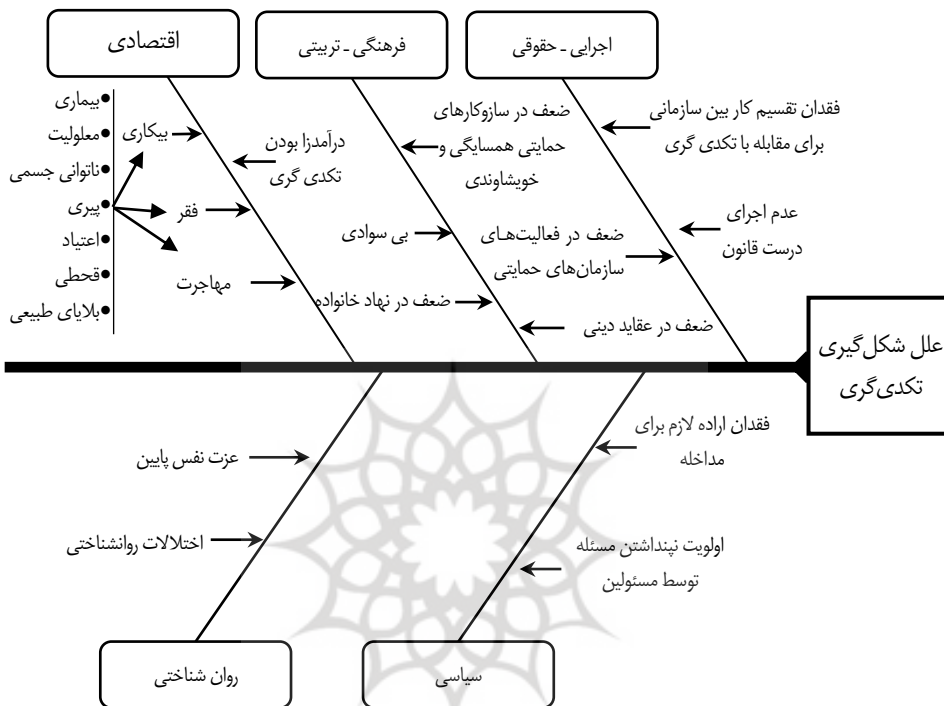 اجرایی ـ حقوقی
فرهنگی ـ تربیتی
اقتصادی
فقدان تقسیم کار بین سازمانی
برای مقابله با تکدی گری
عدم اجرای
درست قانون
ضعف در فعالیت‌های
سازمان‌های حمایتی
ضعف در سازوکارهای
حمایتی همسایگی و
خویشاوندی
بی سوادی
ضعف در نهاد خانواده
ضعف در عقاید دینی
درآمدزا بودن
تکدی گری
بیکاری
فقر
مهاجرت
بیماری
معلولیت
ناتوانی جسمی
پیری
اعتیاد
قحطی
بلایای طبیعی
علل شکل‌گیری
تکدی‌گری
فقدان اراده لازم برای
مداخله
اولویت نپنداشتن مسئله
توسط مسئولین
عزت نفس پایین
اختلالات روانشناختی
سیاسی
روان شناختی